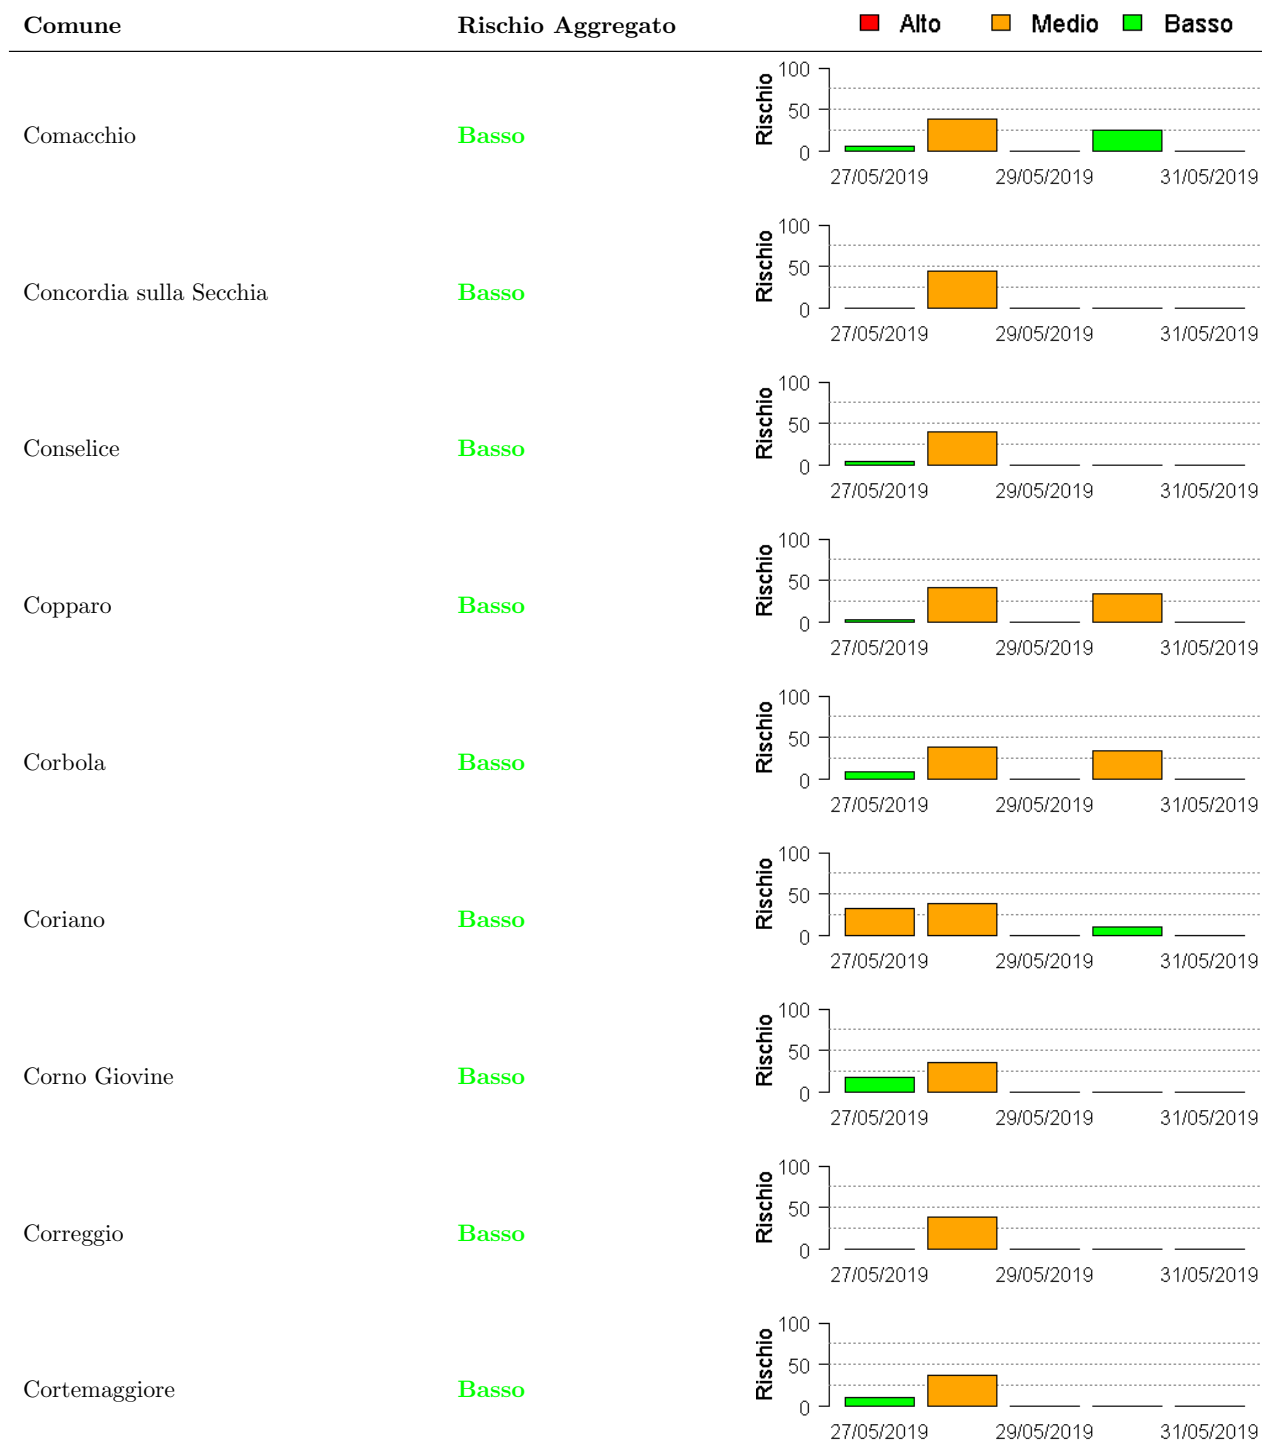 Comune Rischio Aggregato Alto Medio Basso
Comacchio Basso Rischio 100 50 0
27/05/2019 29/05/2019 31/05/2019
Concordia sulla Secchia Basso Rischio 100 50 0
27/05/2019 29/05/2019 31/05/2019
Conselice Basso Rischio 100 50 0
27/05/2019 29/05/2019 31/05/2019
Copparo Basso Rischio 100 50 0
27/05/2019 29/05/2019 31/05/2019
Corbola Basso Rischio 100 50 0
27/05/2019 29/05/2019 31/05/2019
Coriano Basso Rischio 100 50 0
27/05/2019 29/05/2019 31/05/2019
Corno Giovine Basso Rischio 100 50 0
27/05/2019 29/05/2019 31/05/2019
Correggio Basso Rischio 100 50 0
27/05/2019 29/05/2019 31/05/2019
Cortemaggiore Basso Rischio 100 50 0
27/05/2019 29/05/2019 31/05/2019